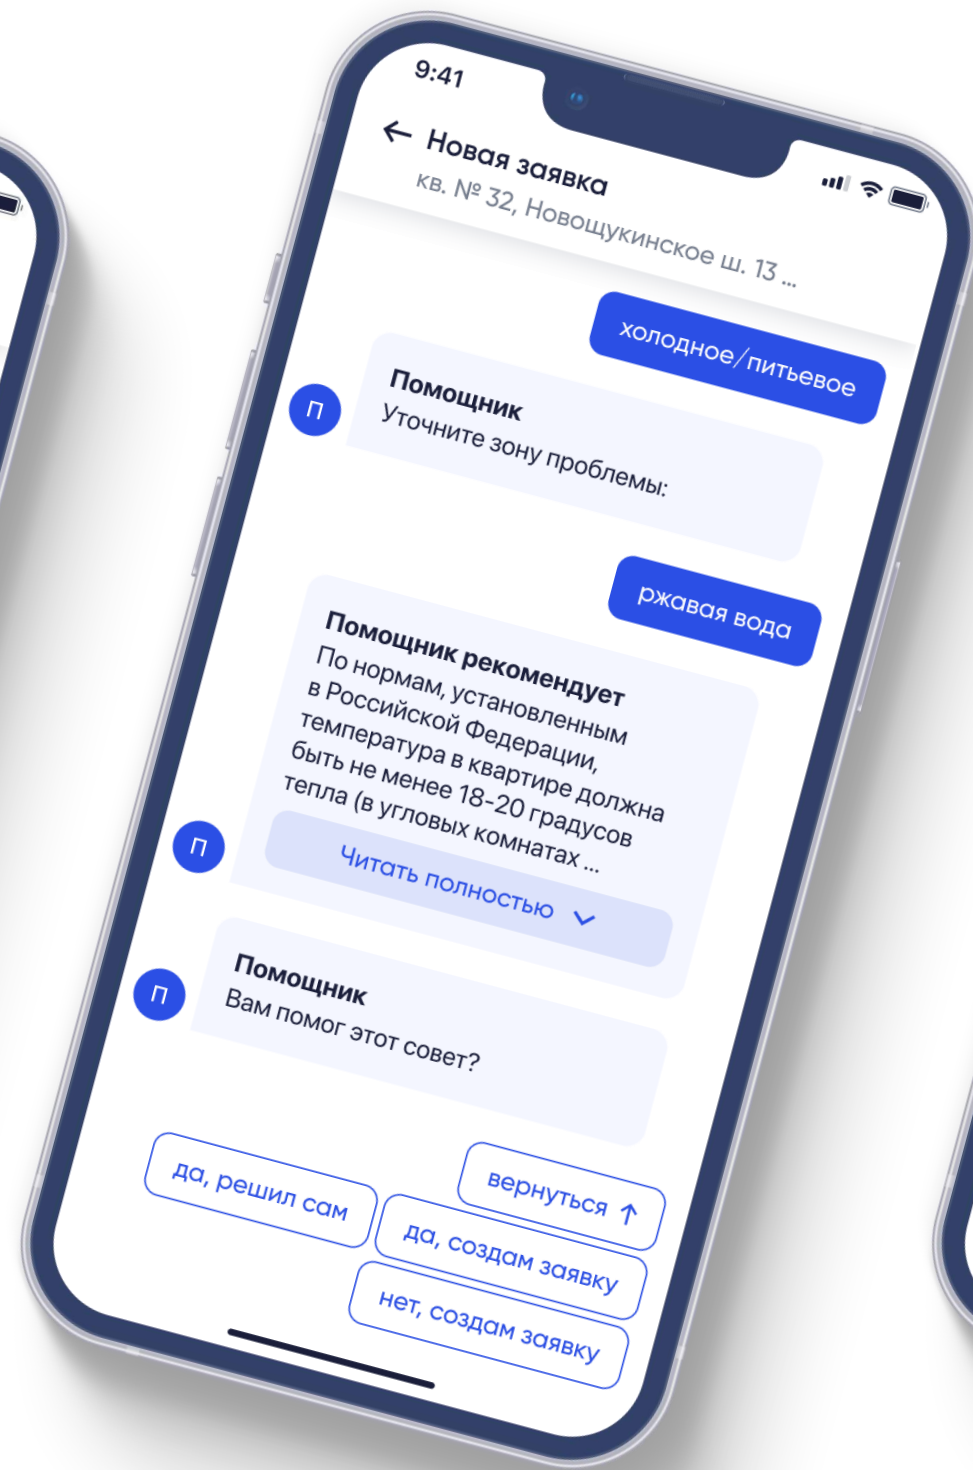 9:41
Новая заявка
кв. № 32, Новощукинское ш. 13 ...
холодное/питьевое
Помощник
П
Уточните зону проблемы:
ржавая вода
Помощник рекомендует
По нормам, установленным
в Российской Федерации,
температура в квартире должна
быть не менее 18-20 градусов
тепла (в угловых комнатах ...
П
Читать полностью
Помощник
П
Вам помог этот совет?
вернуться ↑
да, решил сам
да, создам заявку
нет, создам заявку